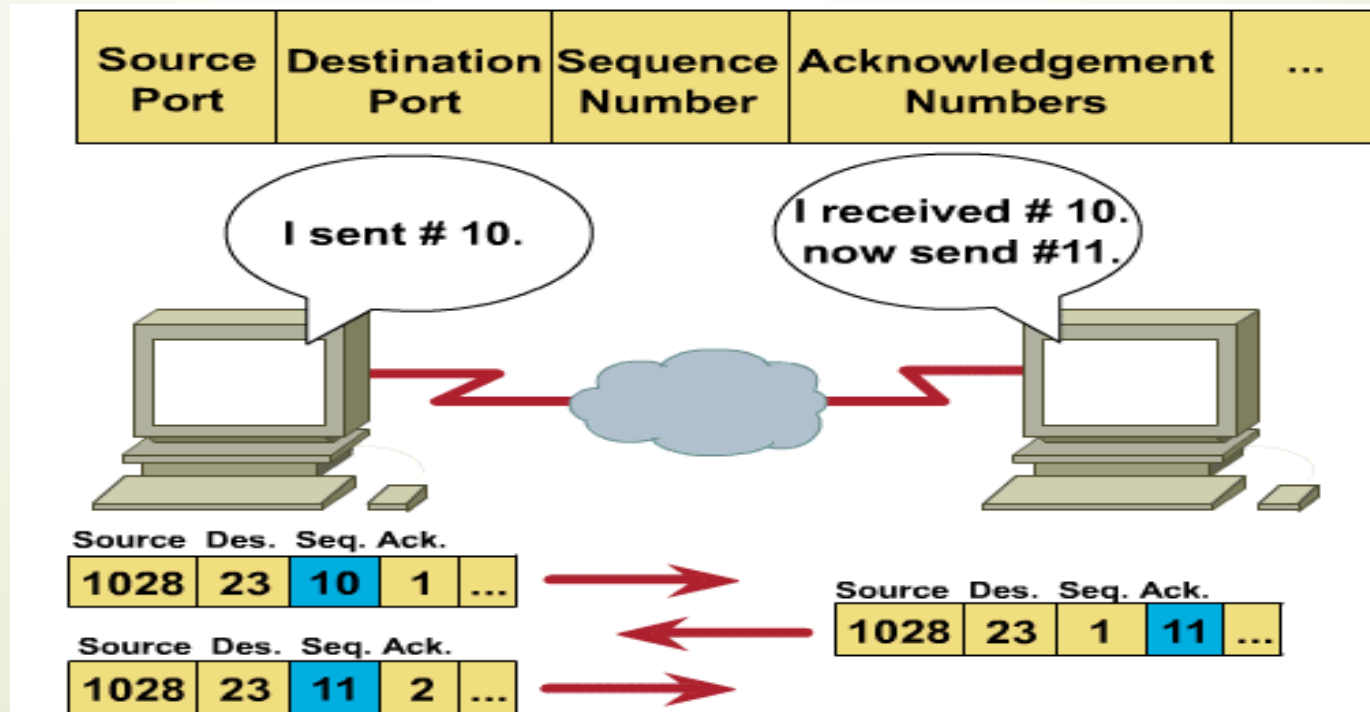 Source Destination Sequence Acknowledgement ...
Port Port Number Numbers
I sent # 10.
I received # 10.
now send #11.
Source Des. Seq. Ack.
1028 23 10 1 ...
Source Des. Seq. Ack.
1028 23 1 11 ...
Source Des. Seq. Ack.
1028 23 11 2 ...